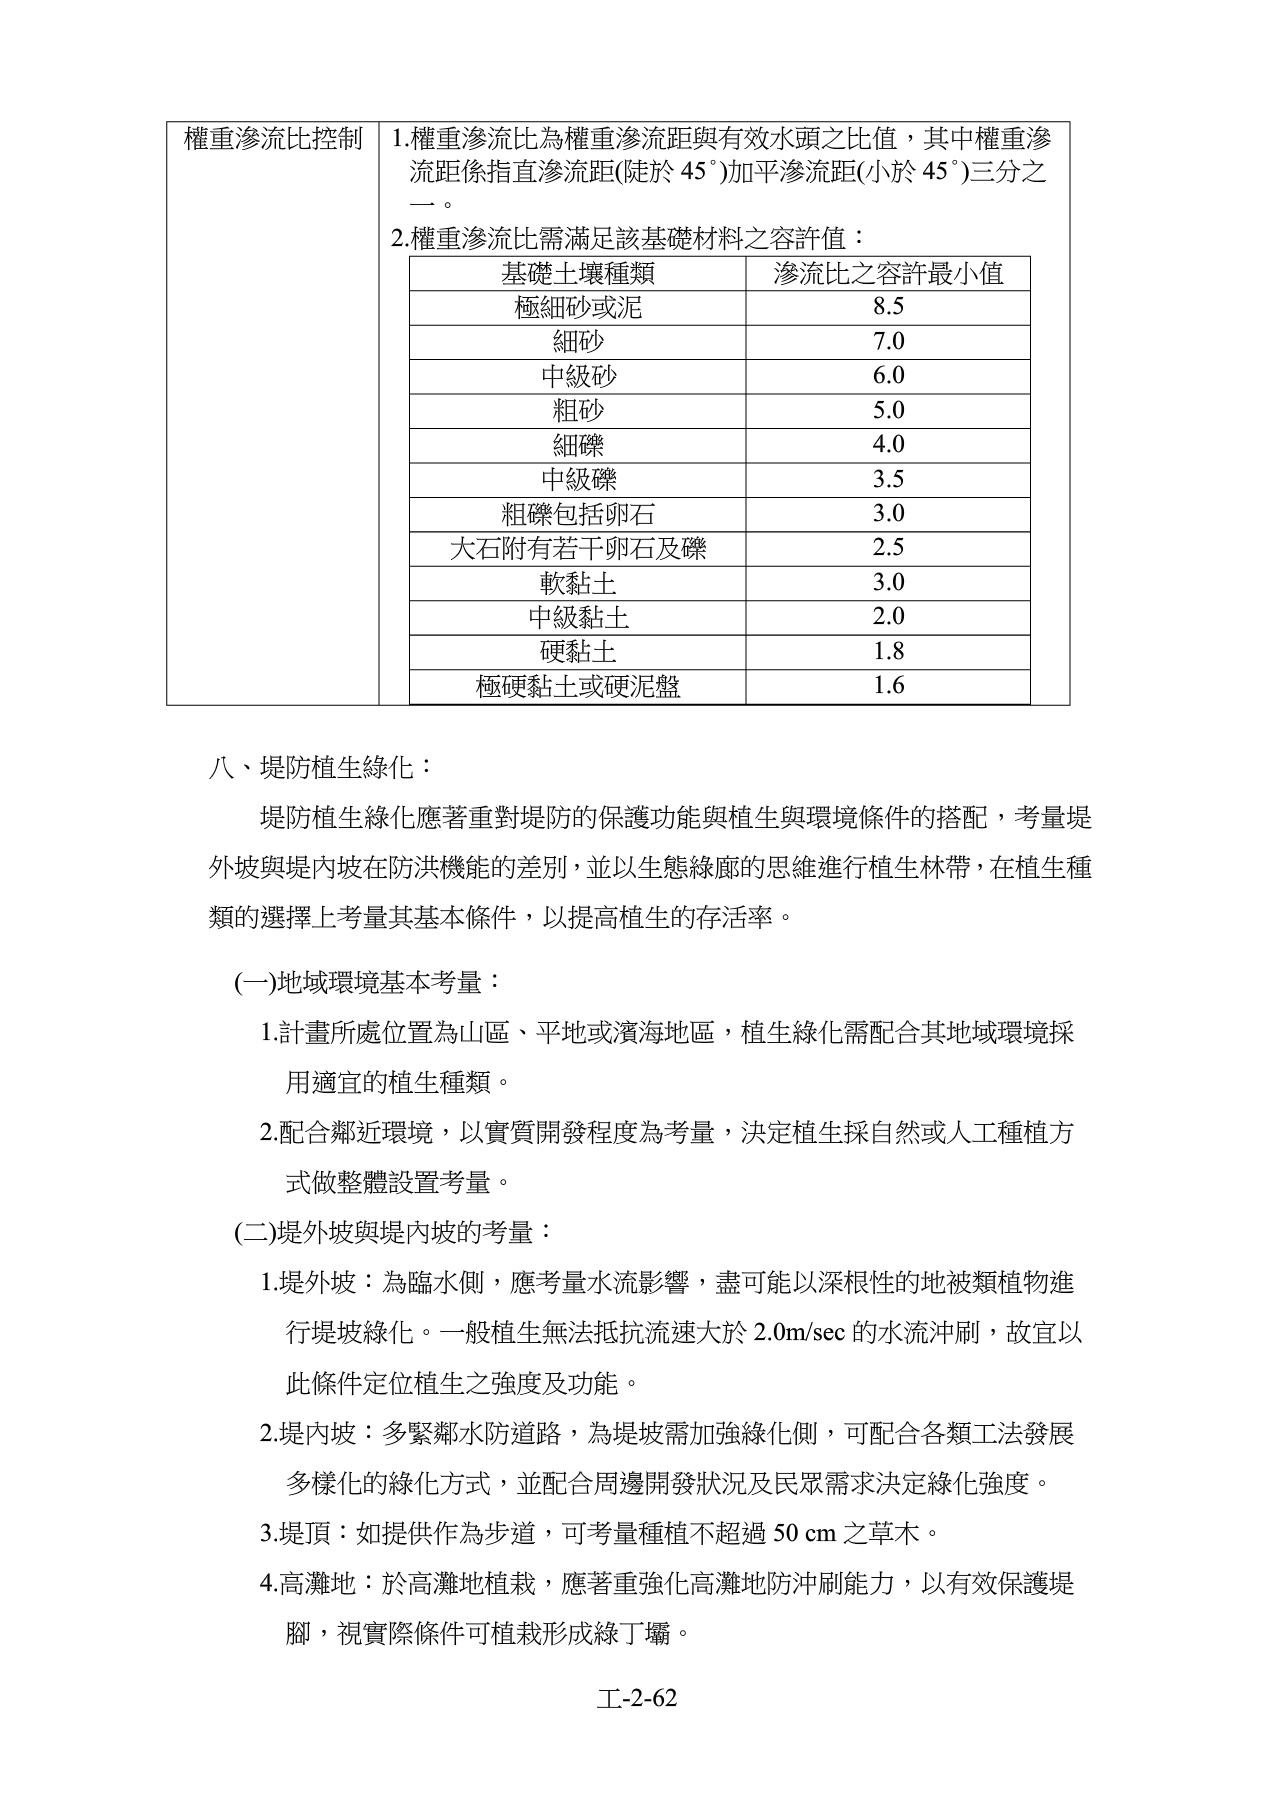 權重滲流比控制
1.權重滲流比為權重滲流距與有效水頭之比值，其中權重滲
流距係指直滲流距(陡於 45˚)加平滲流距(小於 45˚)三分之
一。
2.權重滲流比需滿足該基礎材料之容許值：
基礎土壤種類 滲流比之容許最小值
極細砂或泥 8.5
細砂 7.0
中級砂 6.0
粗砂 5.0
細礫 4.0
中級礫 3.5
粗礫包括卵石 3.0
大石附有若干卵石及礫 2.5
軟黏土 3.0
中級黏土 2.0
硬黏土 1.8
極硬黏土或硬泥盤 1.6
八、堤防植生綠化：
堤防植生綠化應著重對堤防的保護功能與植生與環境條件的搭配，考量堤
外坡與堤內坡在防洪機能的差別，並以生態綠廊的思維進行植生林帶，在植生種
類的選擇上考量其基本條件，以提高植生的存活率。
(一)地域環境基本考量：
1.計畫所處位置為山區、平地或濱海地區，植生綠化需配合其地域環境採
用適宜的植生種類。
2.配合鄰近環境，以實質開發程度為考量，決定植生採自然或人工種植方
式做整體設置考量。
(二)堤外坡與堤內坡的考量：
1.堤外坡：為臨水側，應考量水流影響，盡可能以深根性的地被類植物進
行堤坡綠化。一般植生無法抵抗流速大於 2.0m/sec 的水流沖刷，故宜以
此條件定位植生之強度及功能。
2.堤內坡：多緊鄰水防道路，為堤坡需加強綠化側，可配合各類工法發展
多樣化的綠化方式，並配合周邊開發狀況及民眾需求決定綠化強度。
3.堤頂：如提供作為步道，可考量種植不超過 50 cm 之草木。
4.高灘地：於高灘地植栽，應著重強化高灘地防沖刷能力，以有效保護堤
腳，視實際條件可植栽形成綠丁壩。
工-2-62